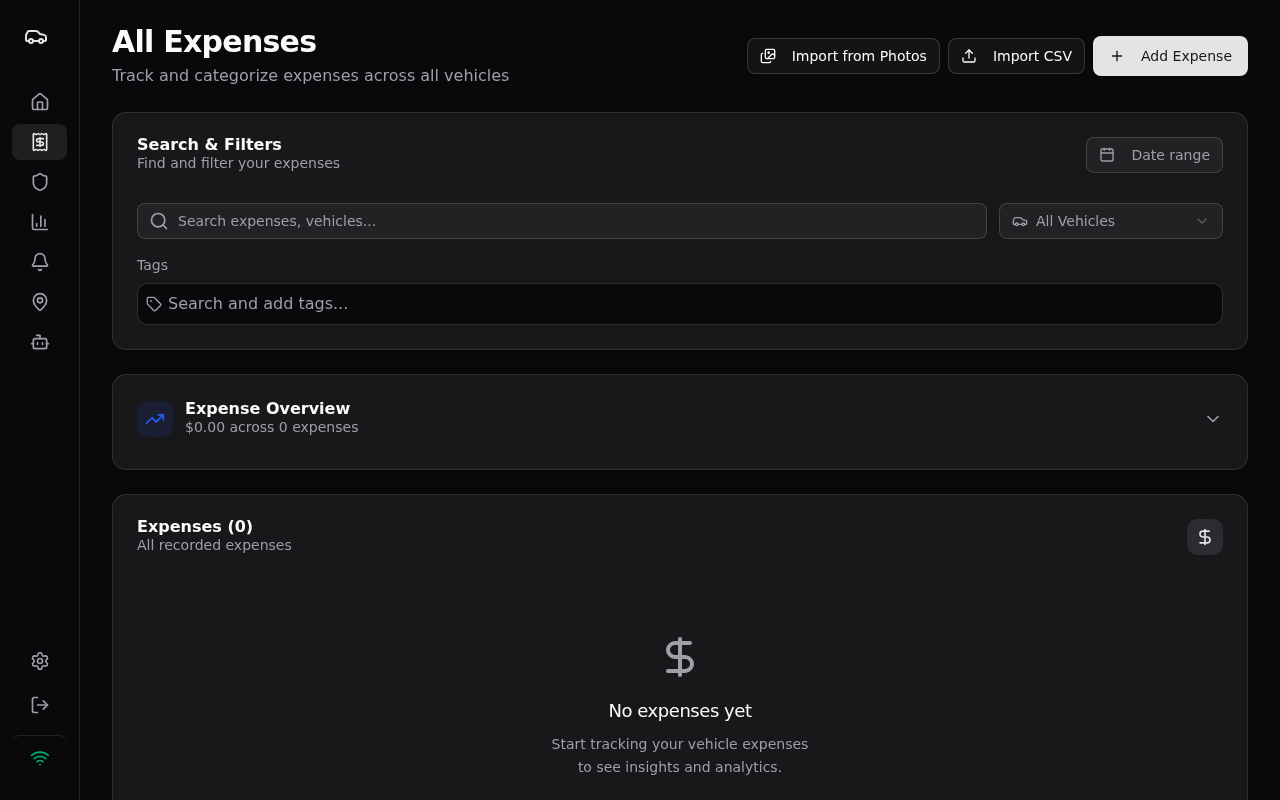 All Expenses
Track and categorize expenses across all vehicles
Import from Photos
Import CSV
Add Expense
Search & Filters
Find and filter your expenses
Date range
Search expenses, vehicles...
All Vehicles
Tags
Search and add tags...
Expense Overview
$0.00 across 0 expenses
Expenses (0)
All recorded expenses
No expenses yet
Start tracking your vehicle expenses
to see insights and analytics.